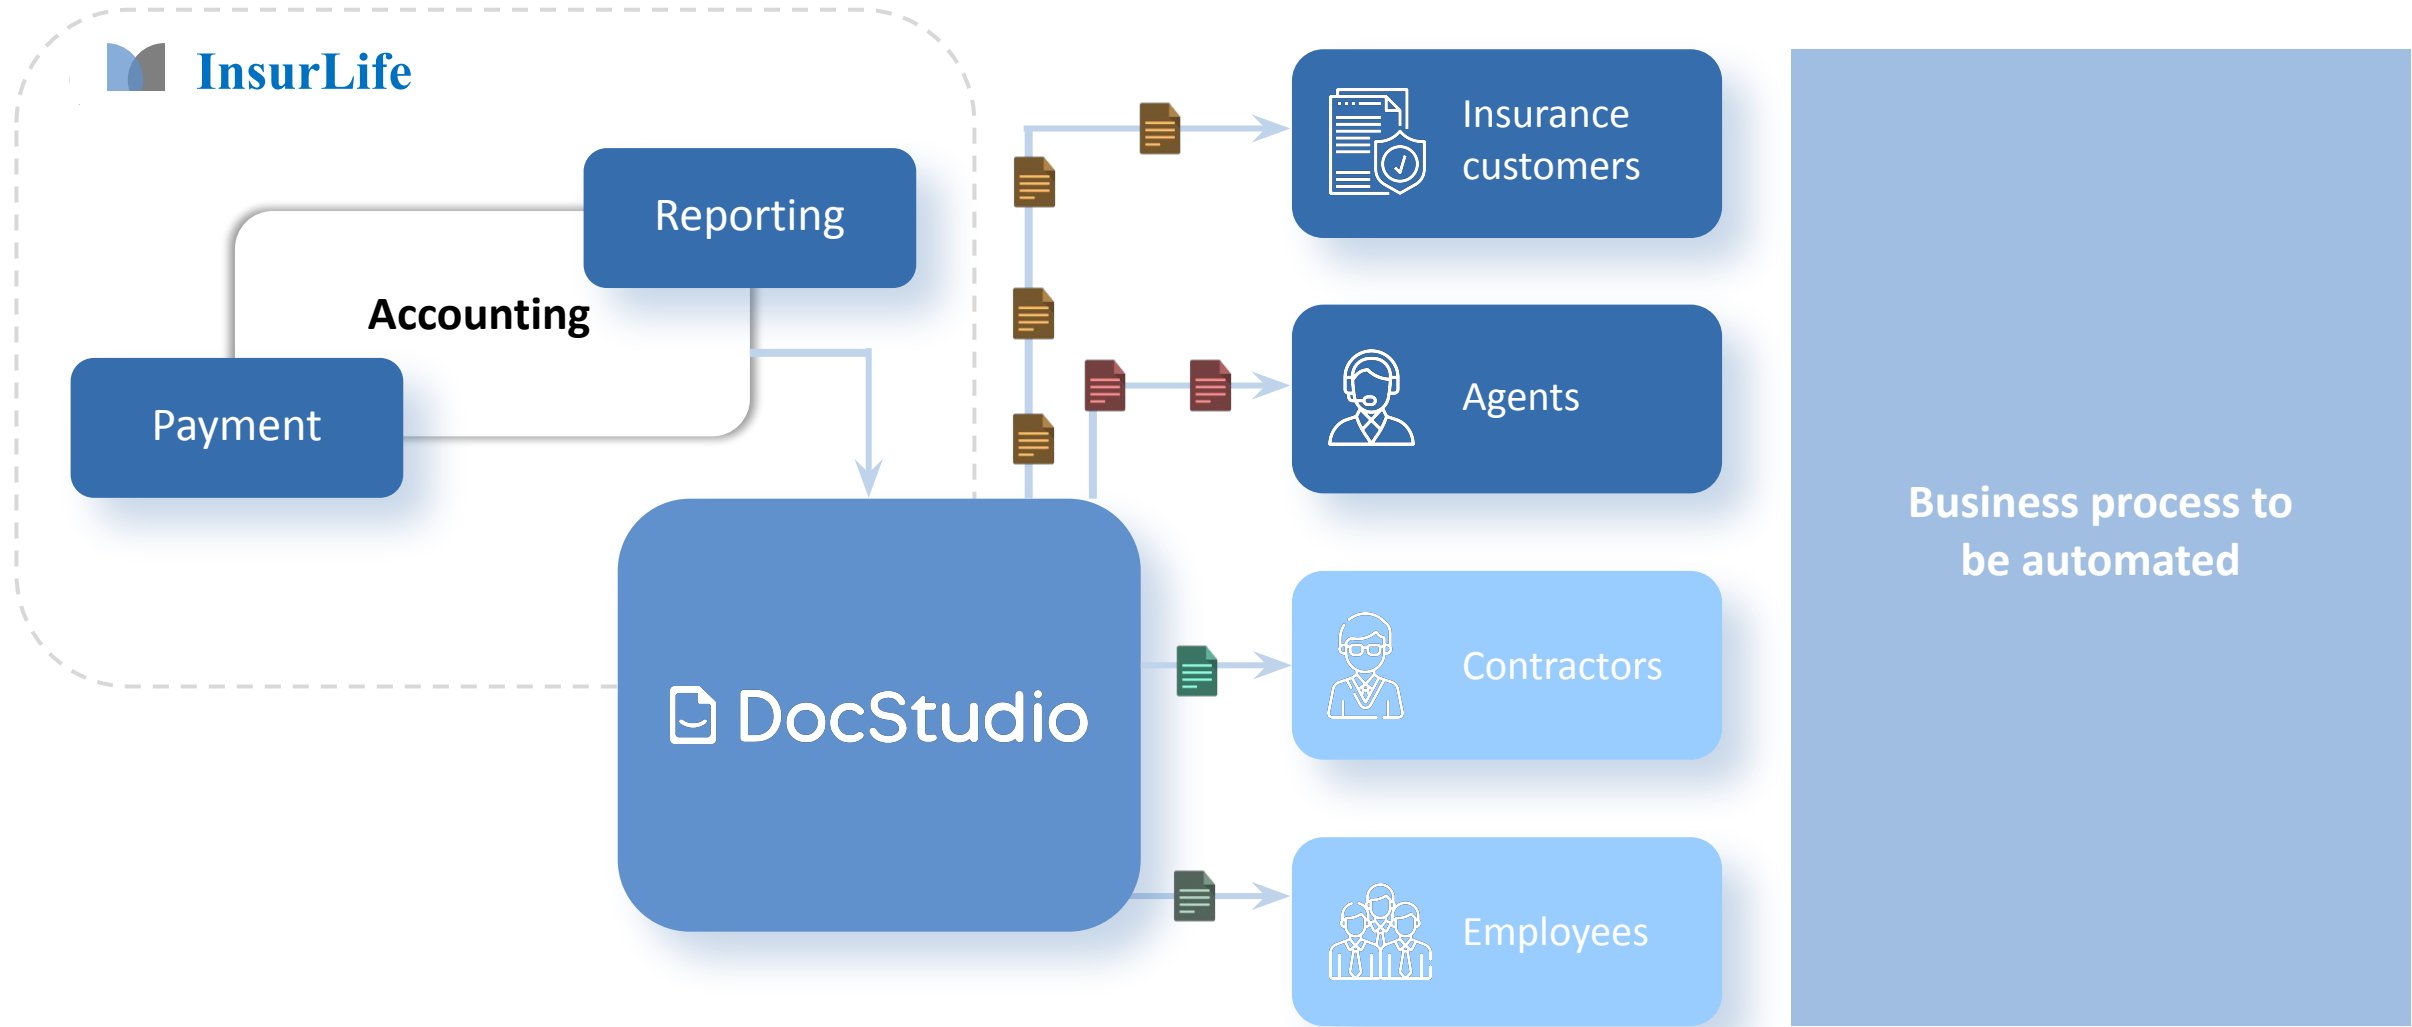 InsurLife
Reporting
Accounting
Payment
DocStudio
Insurance
customers
Agents
Contractors
Employees
Business process to
be automated